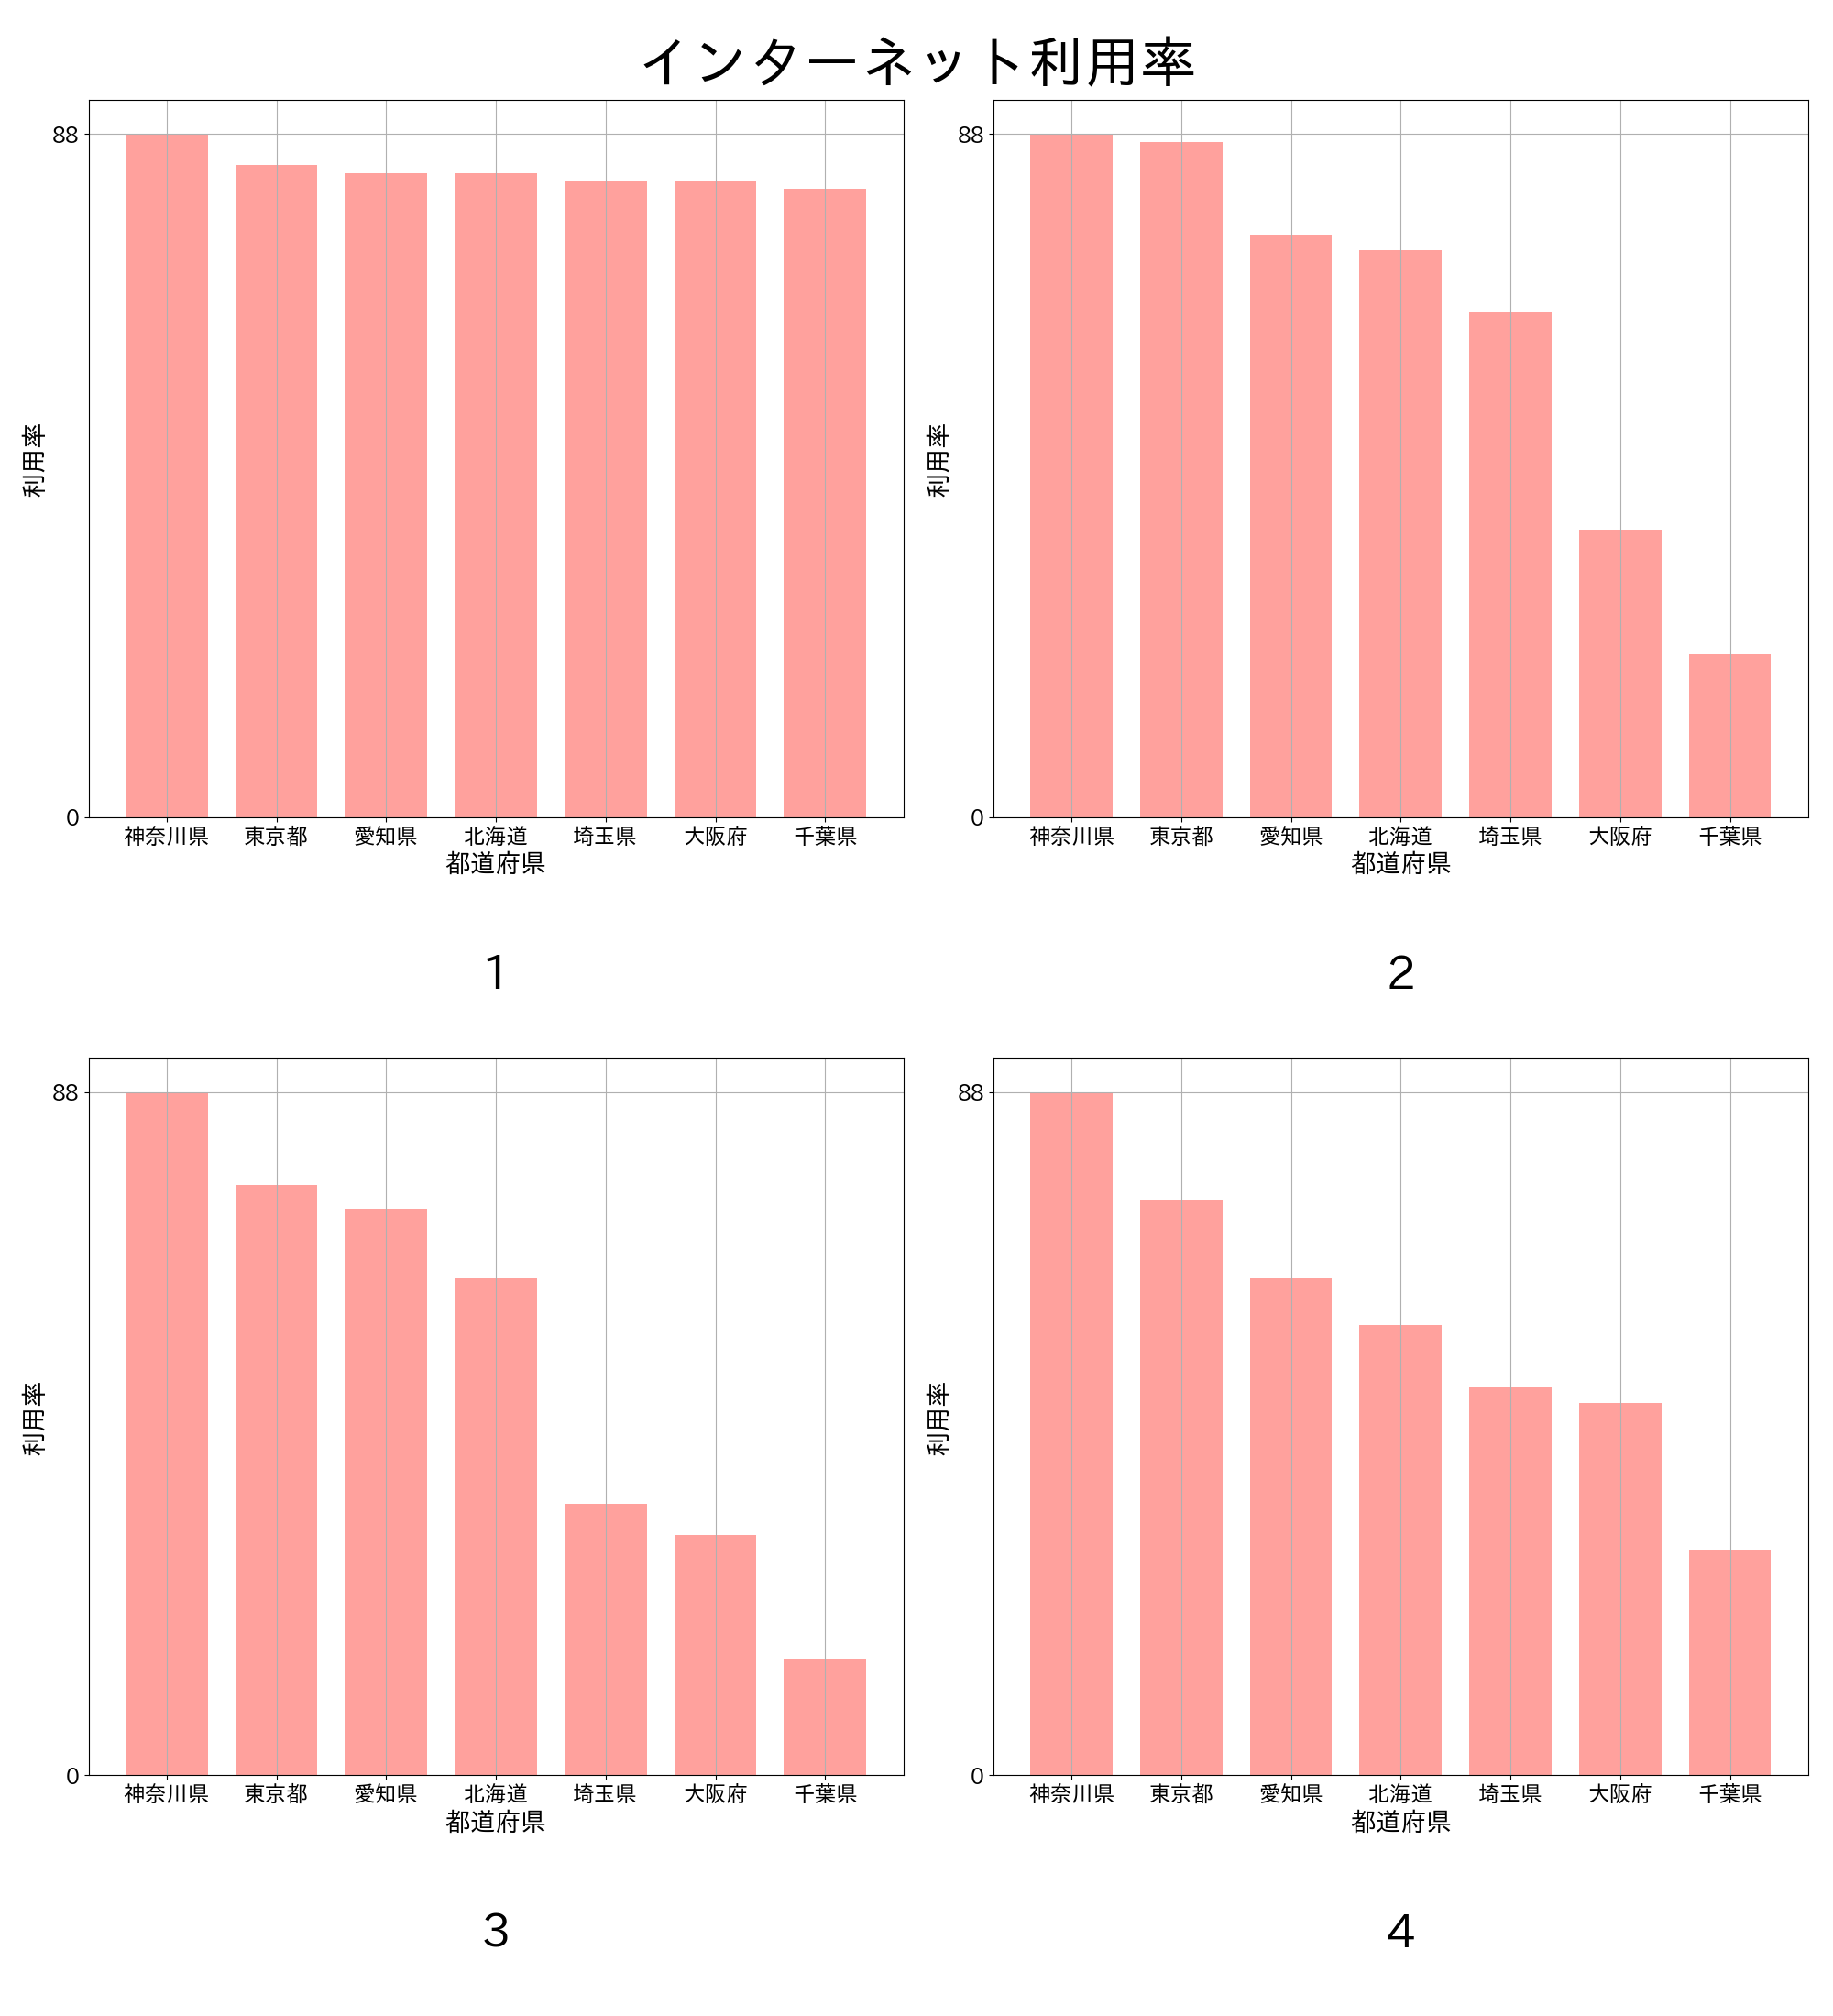 インターネット利用率
88
0
利用率
神奈川県 東京都 愛知県 北海道 埼玉県 大阪府 千葉県
都道府県
1
88
0
利用率
神奈川県 東京都 愛知県 北海道 埼玉県 大阪府 千葉県
都道府県
2
88
0
利用率
神奈川県 東京都 愛知県 北海道 埼玉県 大阪府 千葉県
都道府県
3
88
0
利用率
神奈川県 東京都 愛知県 北海道 埼玉県 大阪府 千葉県
都道府県
4